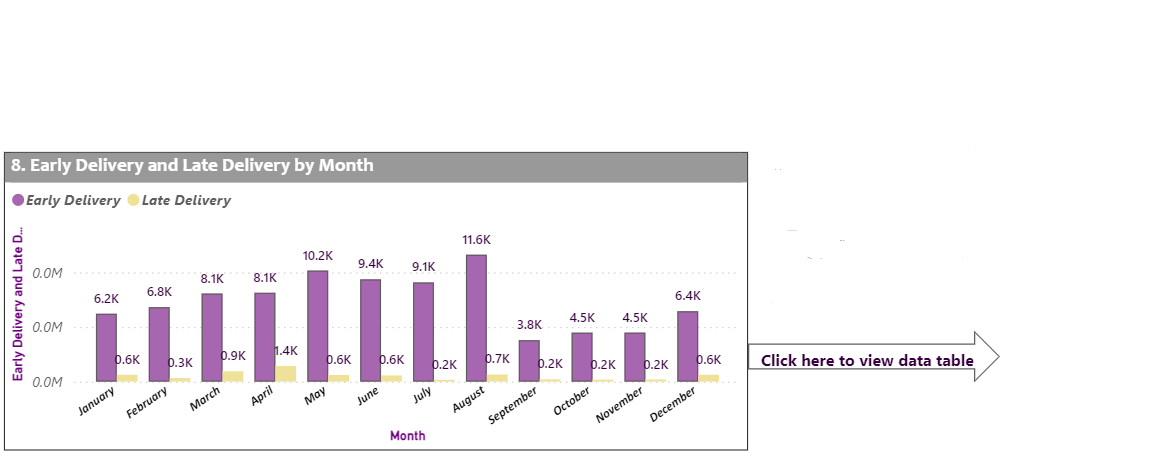 8. Early Delivery and Late Delivery by Month
Early Delivery Late Delivery
Early Delivery and Late D...
0.0M
0.0M
0.0M
6.2K 6.8K 8.1K 8.1K 10.2K 9.4K 9.1K 11.6K 3.8K 4.5K 4.5K 6.4K
0.6K 0.3K 0.9K 1.4K 0.6K 0.6K 0.2K 0.7K 0.2K 0.2K 0.2K 0.6K
January February March April May June July August September October November December
Month
Click here to view data table